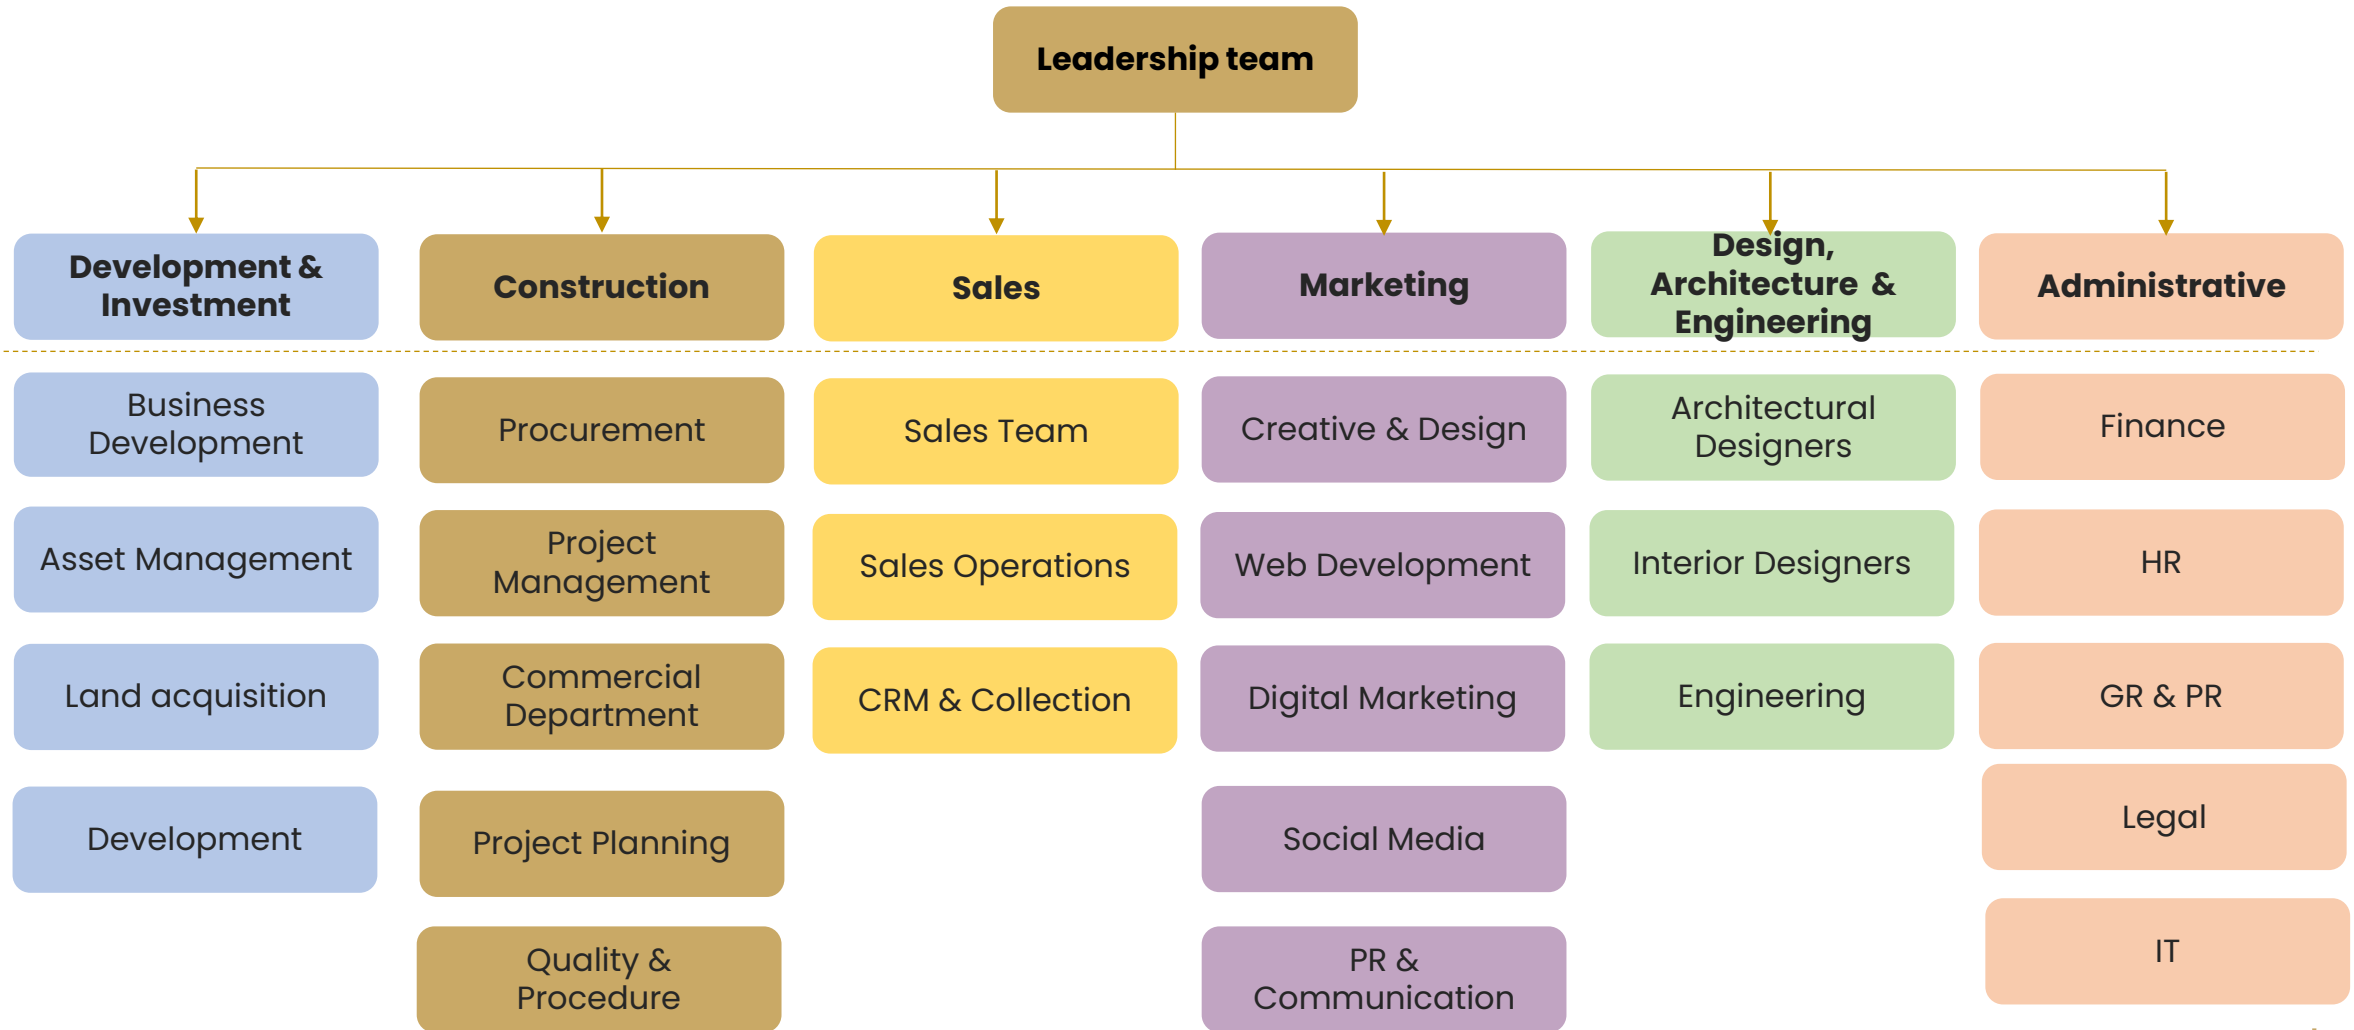 Leadership team
Development &
Investment
Construction
Sales
Marketing
Design,
Architecture &
Engineering
Administrative
Business
Development
Procurement
Sales Team
Creative & Design
Architectural
Designers
Finance
Asset Management
Project
Management
Sales Operations
Web Development
Interior Designers
HR
Land acquisition
Commercial
Department
CRM & Collection
Digital Marketing
Engineering
GR & PR
Development
Project Planning
Social Media
Legal
Quality &
Procedure
PR &
Communication
IT